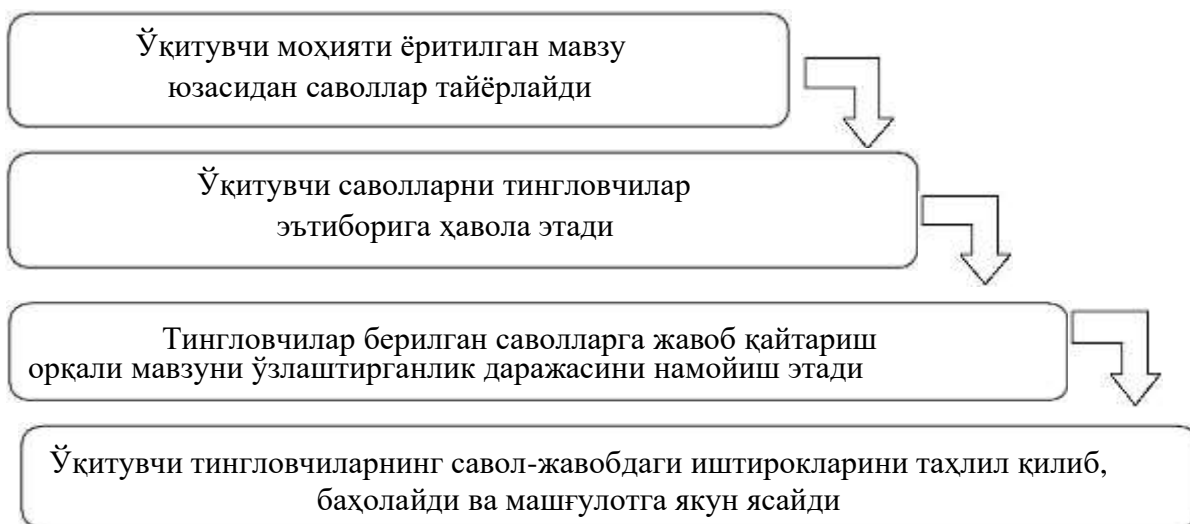 Ўқитувчи моҳияти ёритилган мавзу
юзасидан саволлар тайёрлайди
Ўқитувчи саволларни тингловчилар
эътиборига ҳавола этади
Тингловчилар берилган саволларга жавоб қайтариш
орқали мавзуни ўзлаштирганлик даражасини намойиш этади
Ўқитувчи тингловчиларнинг савол-жавобдаги иштирокларини таҳлил қилиб,
баҳолайди ва машғулотга якун ясайди